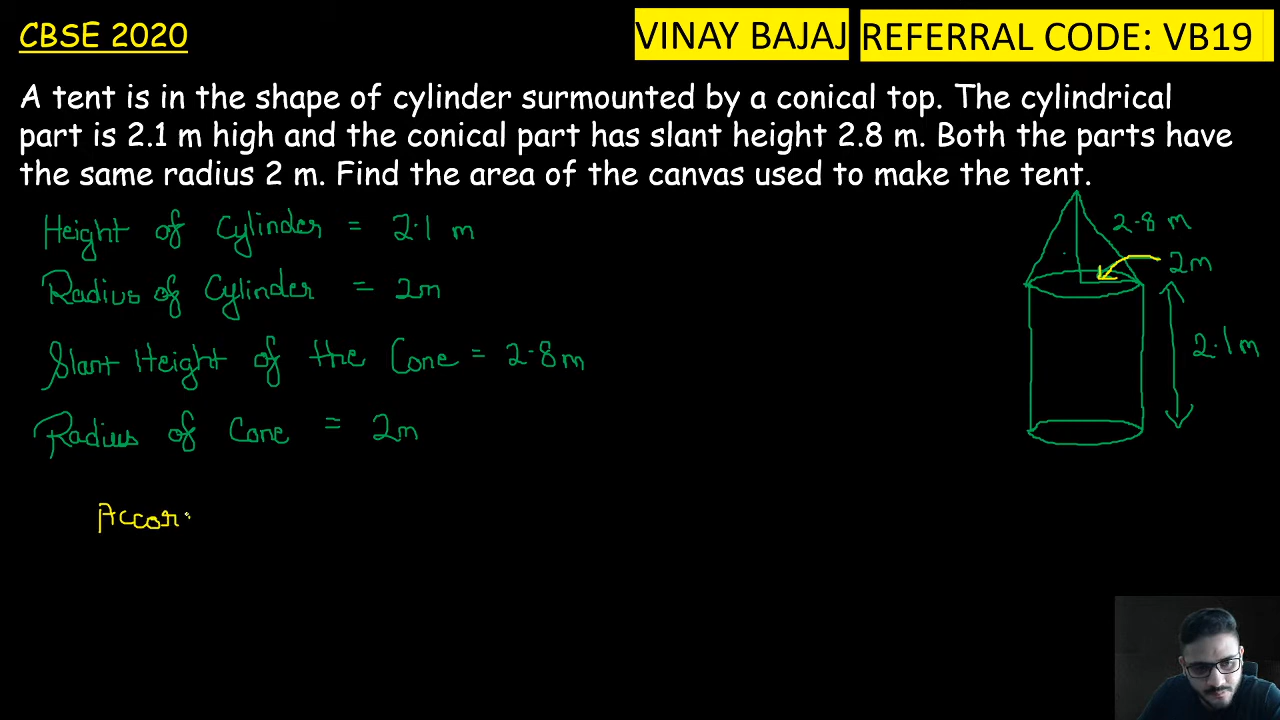 CBSE 2020
VINAY BAJAJ
REFERRAL CODE: VB19
A tent is in the shape of cylinder surmounted by a conical top. The cylindrical
part is 2.1 m high and the conical part has slant height 2.8 m. Both the parts have
the same radius 2 m. Find the area of the canvas used to make the tent.
Height of Cylinder = 2.1 m
Radius of Cylinder = 2m
Slant Height of the Cone = 2.8m
Radius of Cone = 2m
Accor
2.8 m
2m
2.1m